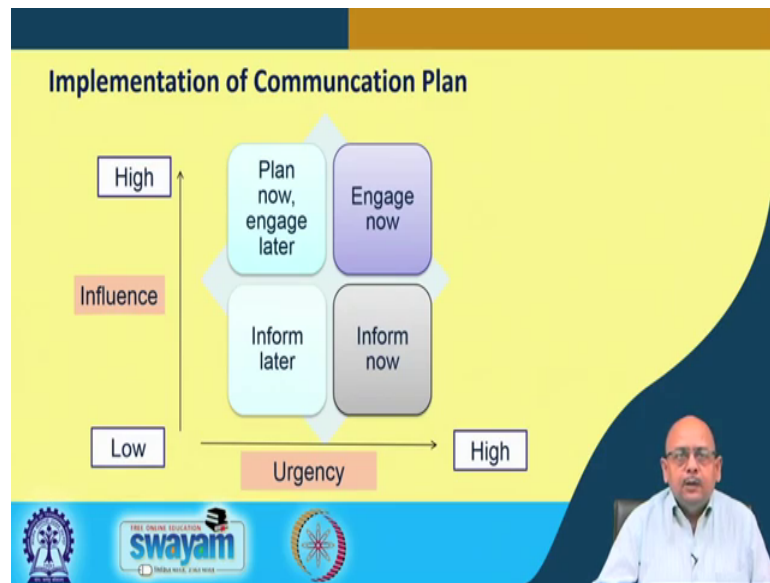 Implementation of Communcation Plan
High
Plan
now,
engage
later
Engage
now
Influence
Inform
later
Inform
now
Low
Urgency
High
FREE ONLINE EDUCATION
swayam